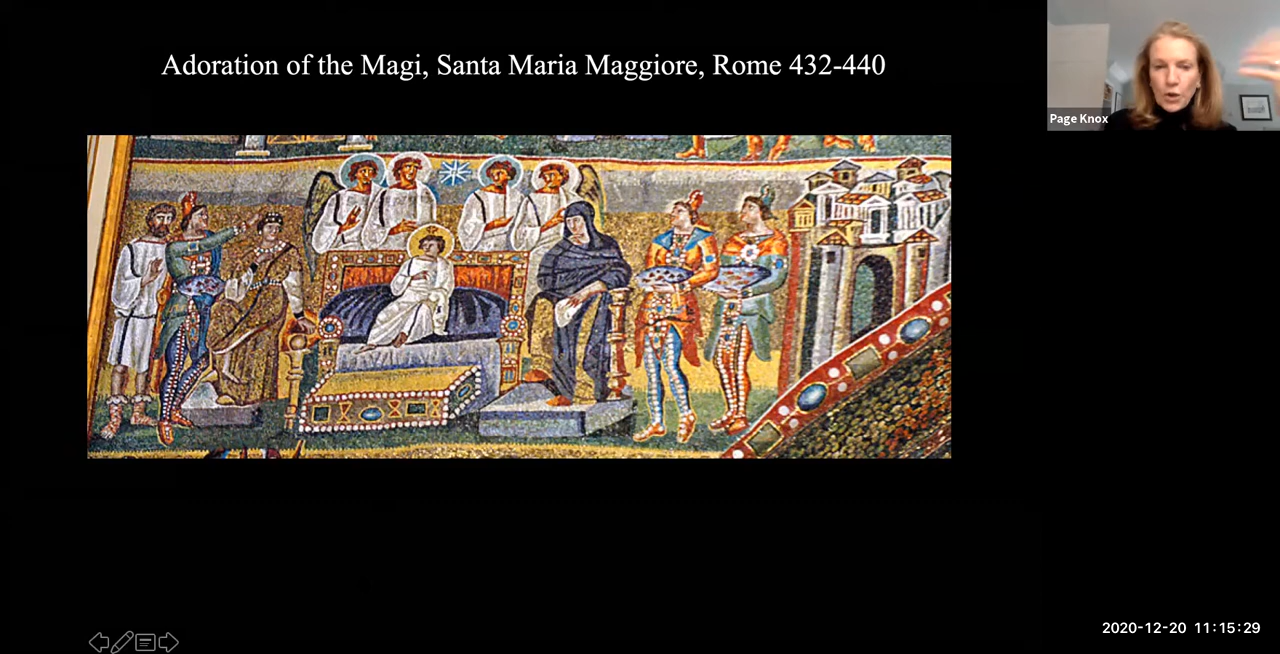 Adoration of the Magi, Santa Maria Maggiore, Rome 432-440
Page Knox
2020-12-20 11:15:29